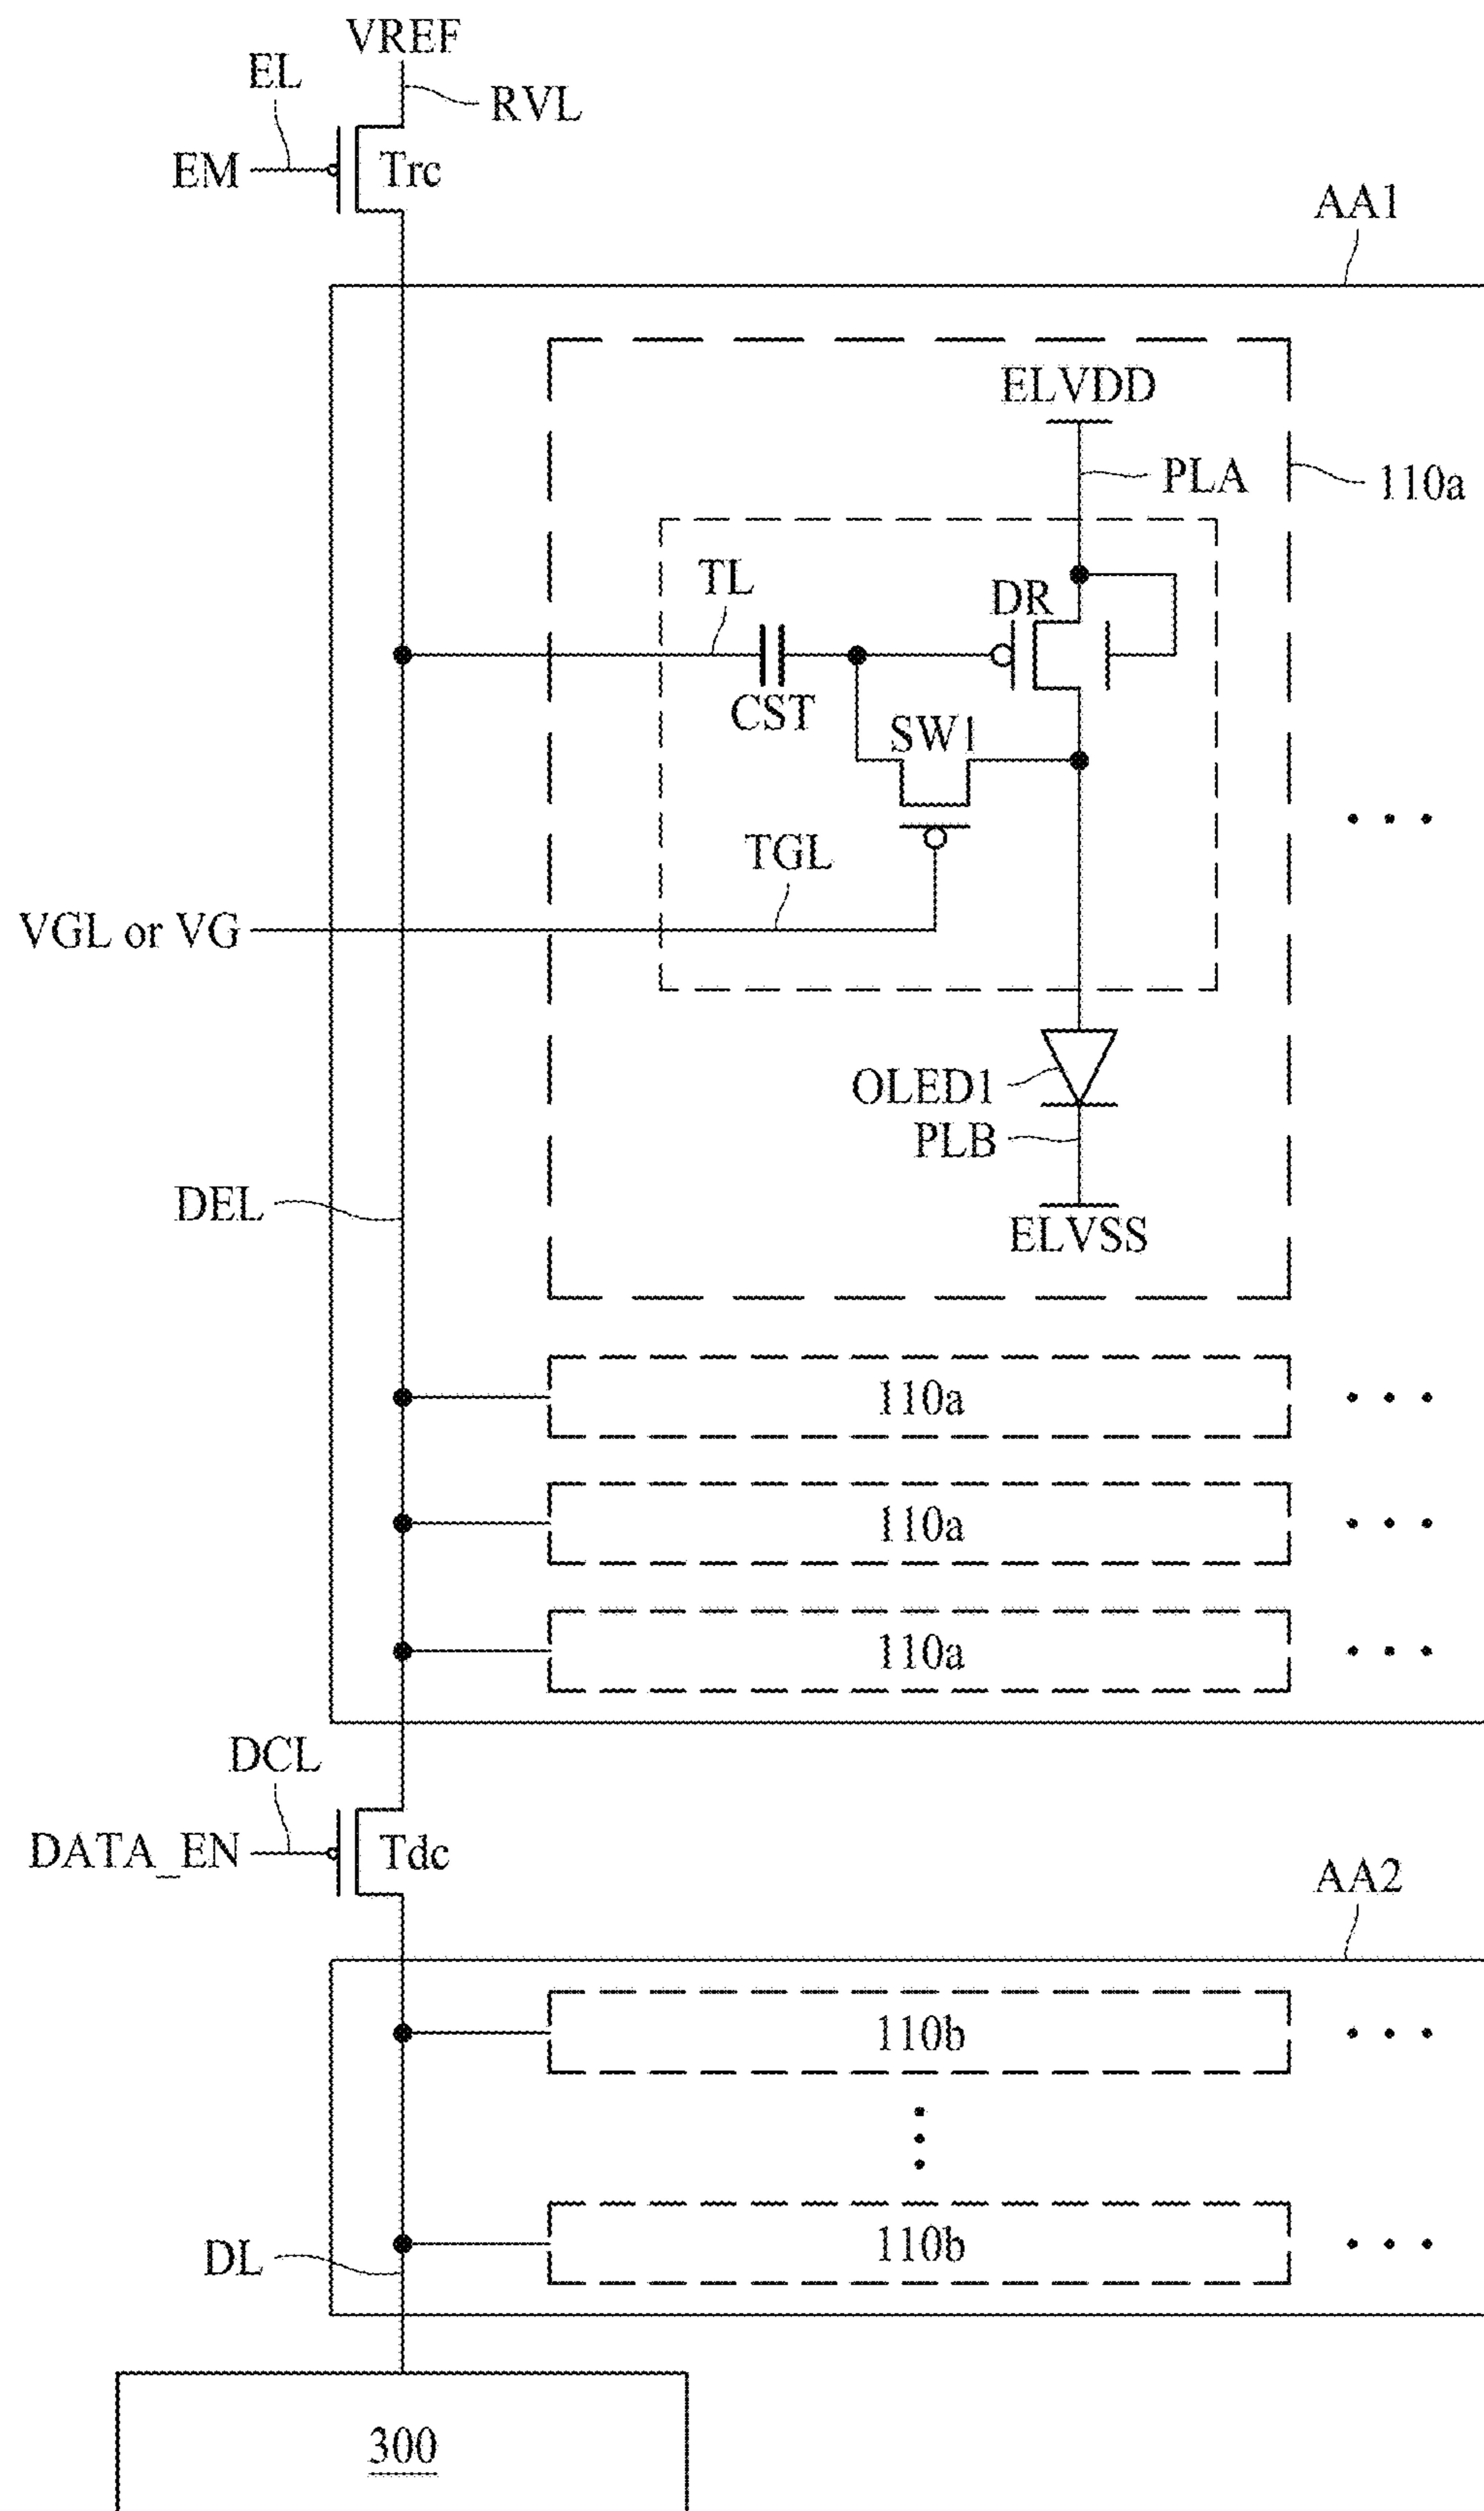 VREF
EL
RVL
EM
Trc
AA1
ELVDD
PLA
110a
TL
DR
CST
SW1
TGL
VGL or VG
OLED1
PLB
DEL
ELVSS
110a
110a
110a
DCL
DATA_EN
Tdc
AA2
110b
110b
DL
300